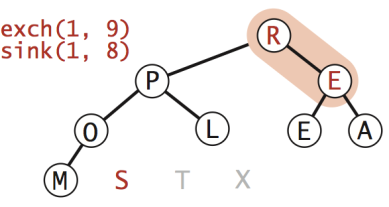 exch(1, 9)
sink(1, 8)
R
P E
O L E A
M S T X